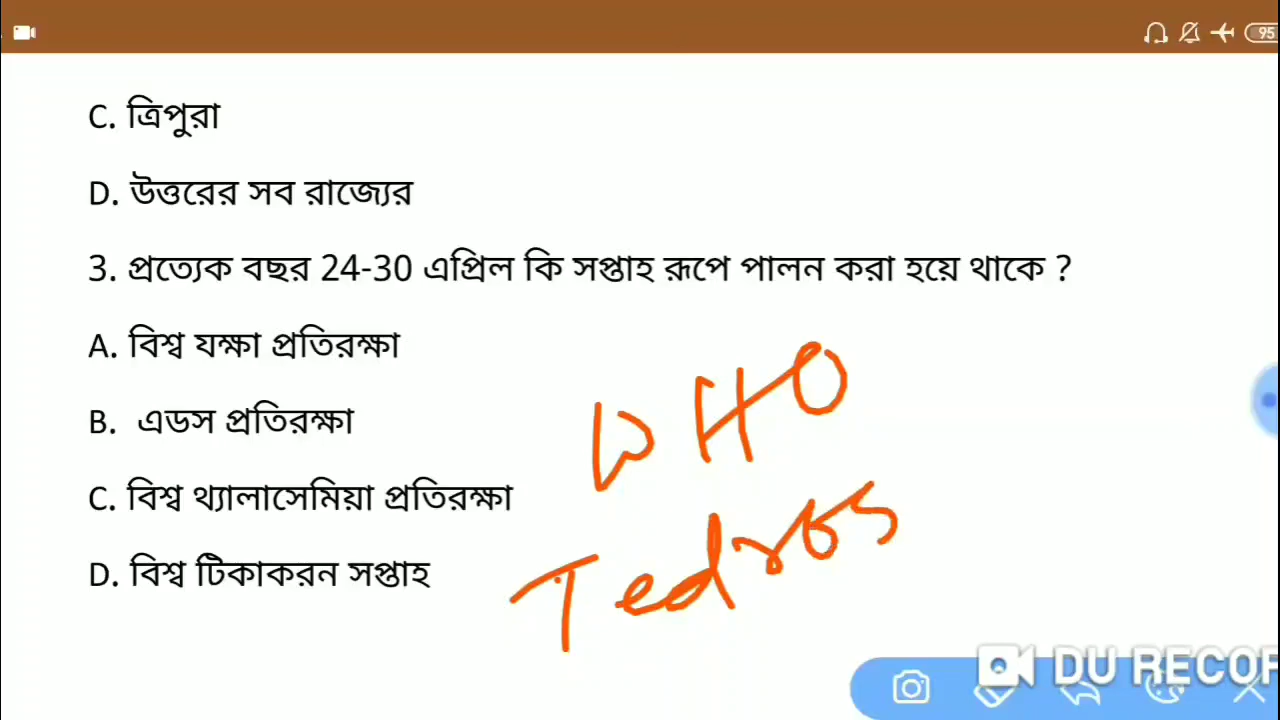 95
C. ত্রিপুরা
D. উত্তরের সব রাজ্যের
3. প্রত্যেক বছর 24-30 এপ্রিল কি সপ্তাহ রূপে পালন করা হয়ে থাকে ?
A. বিশ্ব যক্ষা প্রতিরক্ষা
B. এডস প্রতিরক্ষা
WHO
C. বিশ্ব থ্যালাসেমিয়া প্রতিরক্ষা
Tedros
D. বিশ্ব টিকাকরন সপ্তাহ
DU RECOR